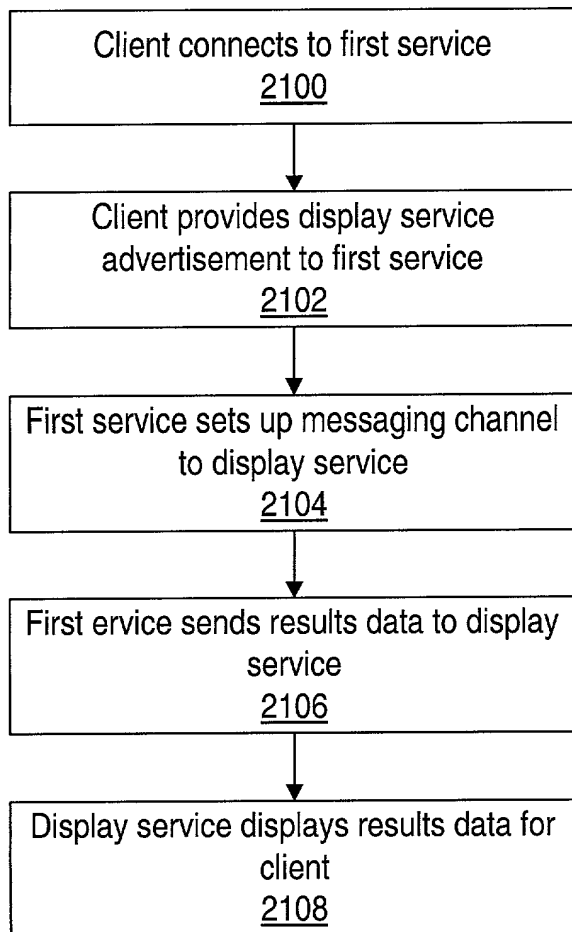 Client connects to first service
2100
Client provides display service
advertisement to first service
2102
First service sets up messaging channel
to display service
2104
First ervice sends results data to display
service
2106
Display service displays results data for
client
2108